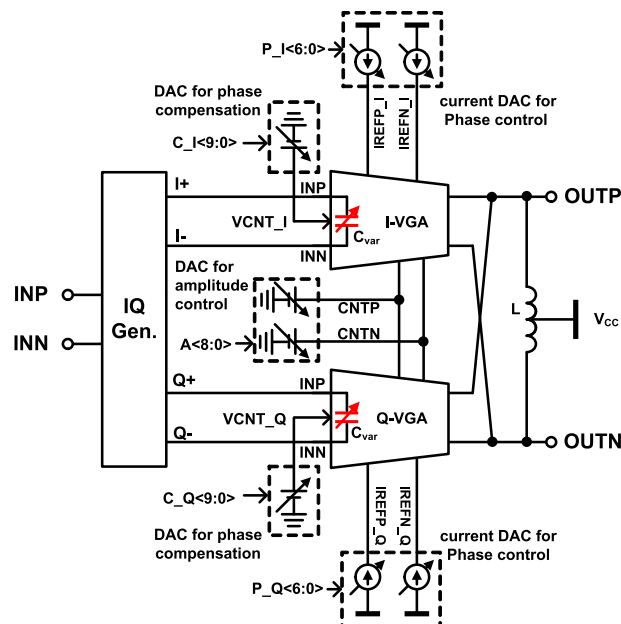 P_I<6:0>
IREFP_I
IREFN_I
current DAC for
Phase control
DAC for phase
compensation
C_I<9:0>
I+
INP
VCNT_I
Cvar
I-VGA
OUTP
I-
INN
INP
INN
IQ
Gen.
DAC for
amplitude
control
CNTP
CNTN
A<8:0>
L
VCC
Q+
INP
VCNT_Q
Cvar
Q-VGA
Q-
INN
OUTN
C_Q<9:0>
DAC for phase
compensation
IREFP_Q
IREFN_Q
current DAC for
Phase control
P_Q<6:0>